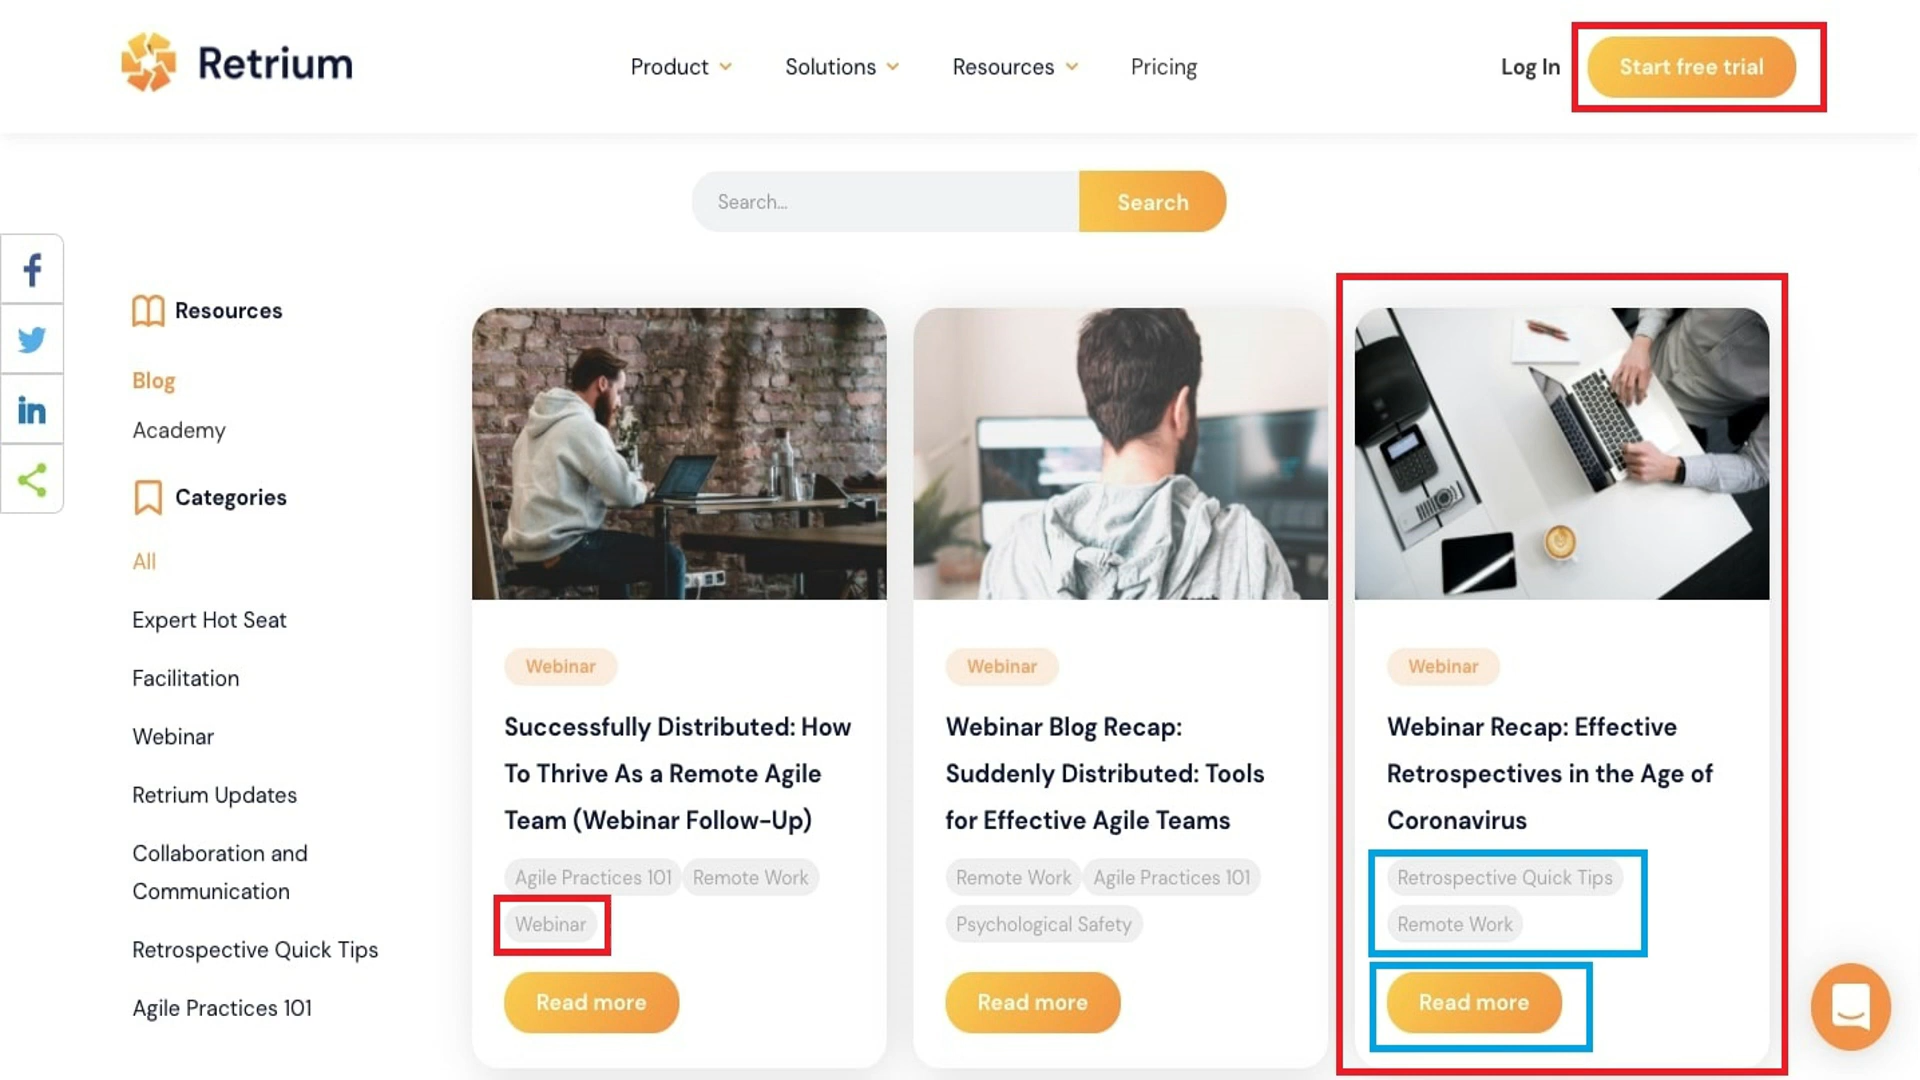 Retrium
Product
Solutions
Resources
Pricing
Log In
Start free trial
Search...
Search
Resources
Blog
Academy
Categories
All
Expert Hot Seat
Facilitation
Webinar
Retrium Updates
Collaboration and
Communication
Retrospective Quick Tips
Agile Practices 101
Webinar
Successfully Distributed: How
To Thrive As a Remote Agile
Team (Webinar Follow-Up)
Agile Practices 101 Remote Work
Webinar
Read more
Webinar
Webinar Blog Recap:
Suddenly Distributed: Tools
for Effective Agile Teams
Remote Work Agile Practices 101
Psychological Safety
Read more
Webinar
Webinar Recap: Effective
Retrospectives in the Age of
Coronavirus
Retrospective Quick Tips
Remote Work
Read more